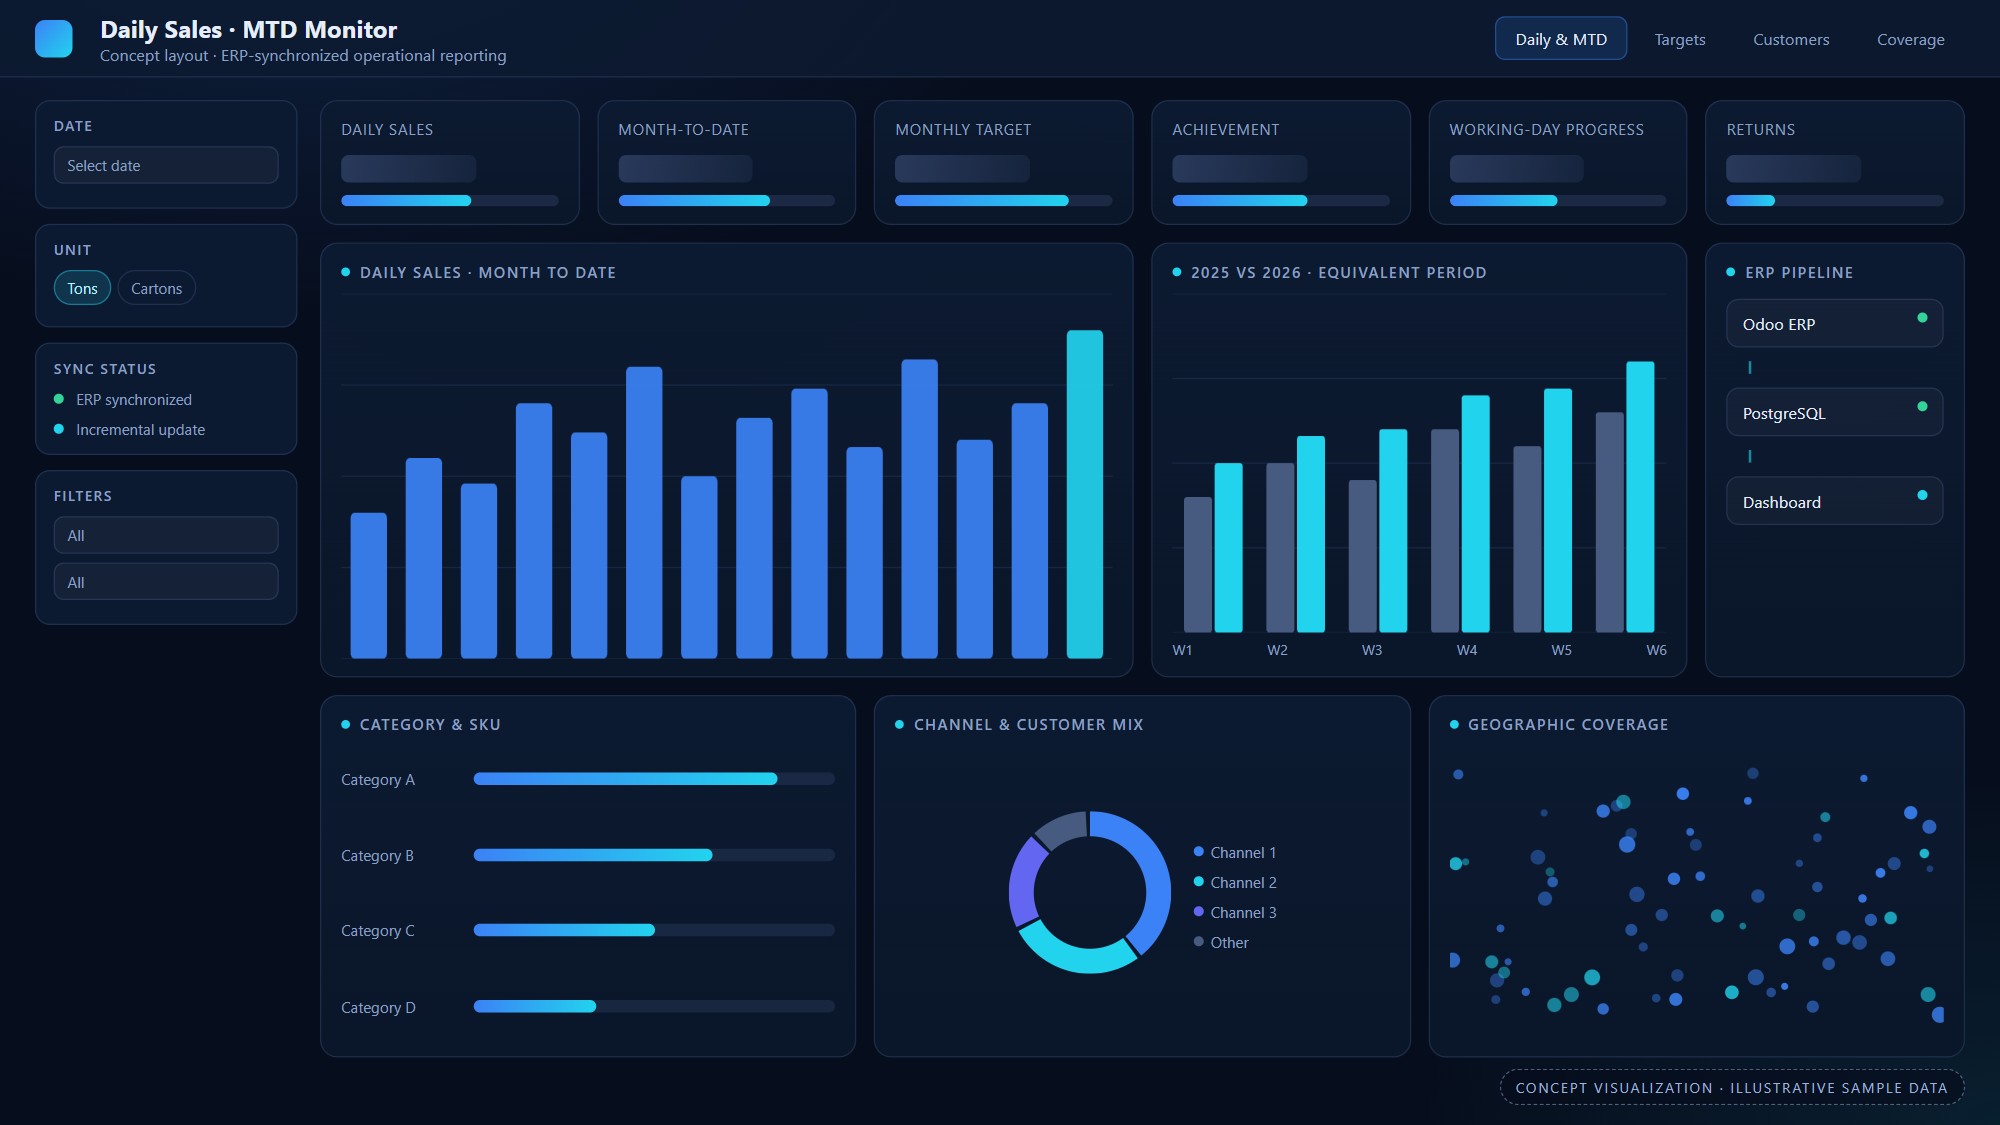 Daily Sales · MTD Monitor
Concept layout · ERP-synchronized operational reporting
Daily & MTD
Targets
Customers
Coverage
DATE
Select date
UNIT
Tons
Cartons
SYNC STATUS
ERP synchronized
Incremental update
FILTERS
All
All
DAILY SALES
MONTH-TO-DATE
MONTHLY TARGET
ACHIEVEMENT
WORKING-DAY PROGRESS
RETURNS
DAILY SALES · MONTH TO DATE
2025 VS 2026 · EQUIVALENT PERIOD
W1 W2 W3 W4 W5 W6
ERP PIPELINE
Odoo ERP
PostgreSQL
Dashboard
CATEGORY & SKU
Category A
Category B
Category C
Category D
CHANNEL & CUSTOMER MIX
Channel 1
Channel 2
Channel 3
Other
GEOGRAPHIC COVERAGE
CONCEPT VISUALIZATION · ILLUSTRATIVE SAMPLE DATA